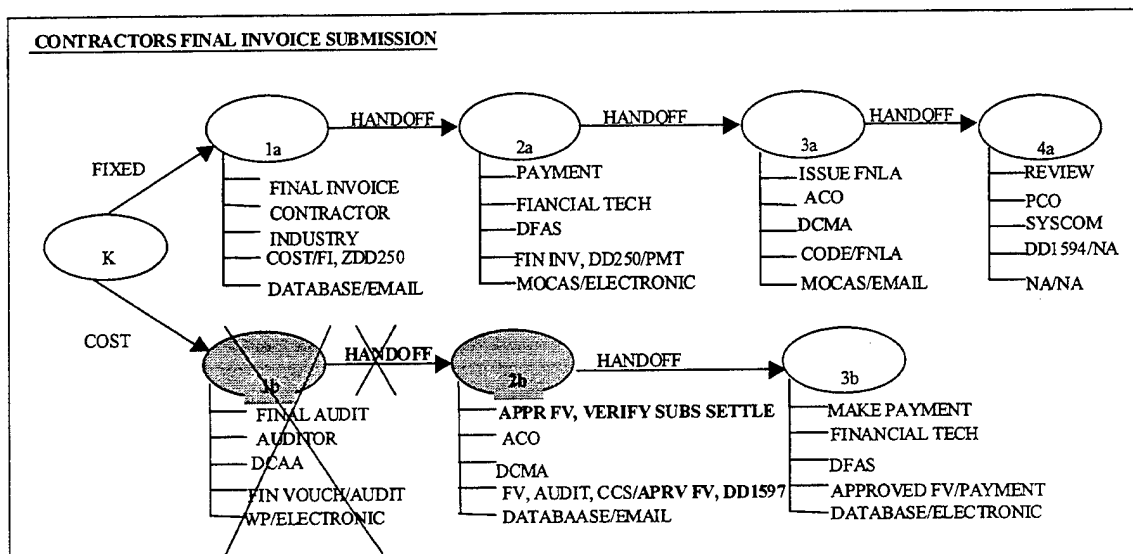 CONTRACTORS FINAL INVOICE SUBMISSION
HANDOFF
HANDOFF
HANDOFF
1a
2a
3a
4a
FIXED
FINAL INVOICE
CONTRACTOR
INDUSTRY
COST/FI, ZDD250
DATABASE/EMAIL
PAYMENT
FIANCIAL TECH
DFAS
FIN INV, DD250/PMT
MOCAS/ELECTRONIC
ISSUE FNLA
ACO
DCMA
CODE/FNLA
MOCAS/EMAIL
REVIEW
PCO
SYSCOM
DD1594/NA
NA/NA
K
COST
HANDOFF
HANDOFF
1b
2b
3b
FINAL AUDIT
AUDITOR
DCAA
FIN VOUCH/AUDIT
WP/ELECTRONIC
APPR FV, VERIFY SUBS SETTLE
ACO
DCMA
FV, AUDIT, CCS/APRV FV, DD1597
DATABAASE/EMAIL
MAKE PAYMENT
FINANCIAL TECH
DFAS
APPROVED FV/PAYMENT
DATABASE/ELECTRONIC